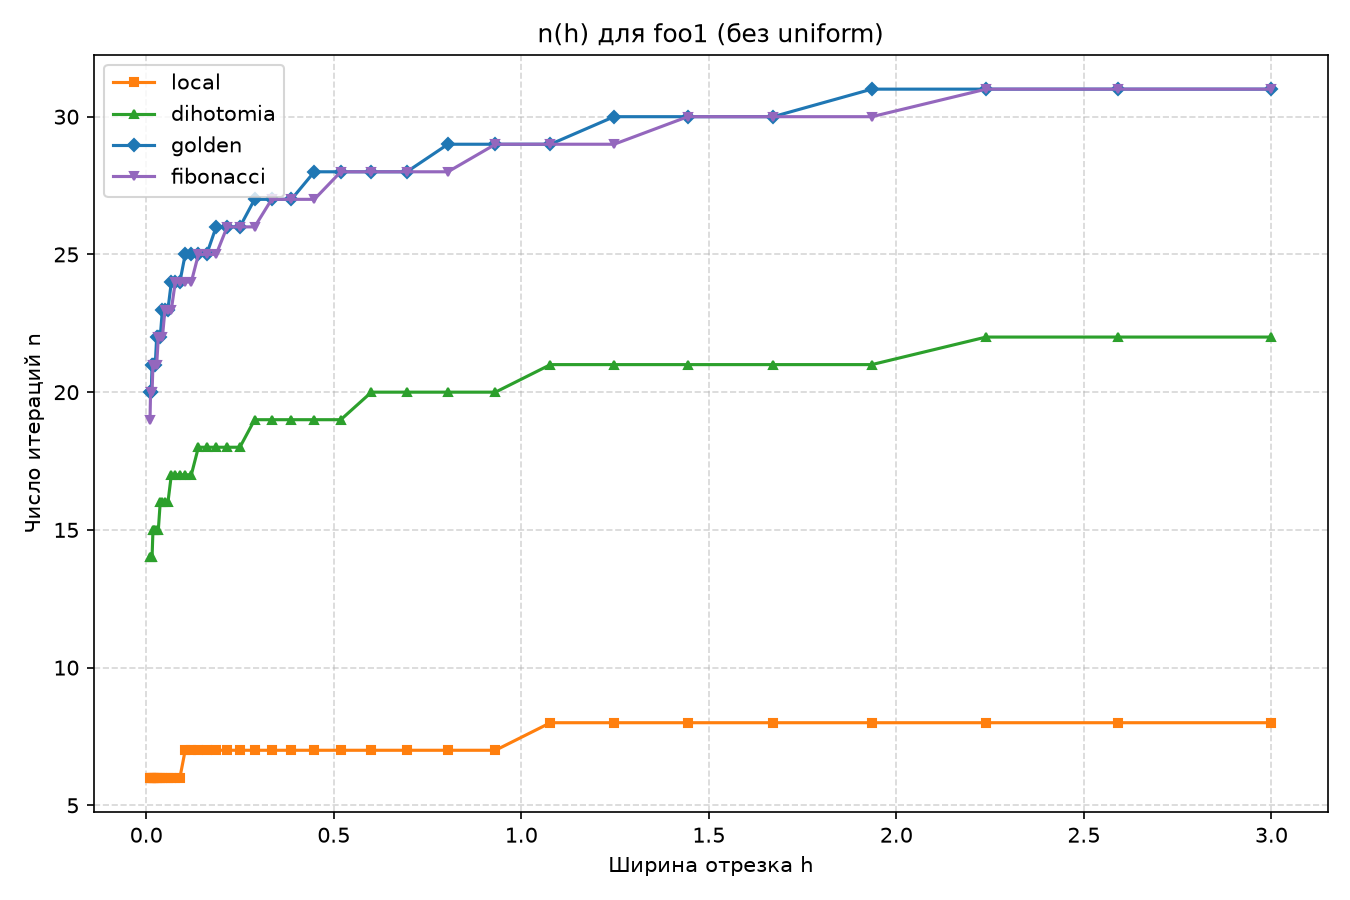 n(h) для foo1 (без uniform)
local
dihotomia
golden
fibonacci
30
25
20
15
10
5
Число итераций n
0.0 0.5 1.0 1.5 2.0 2.5 3.0
Ширина отрезка h